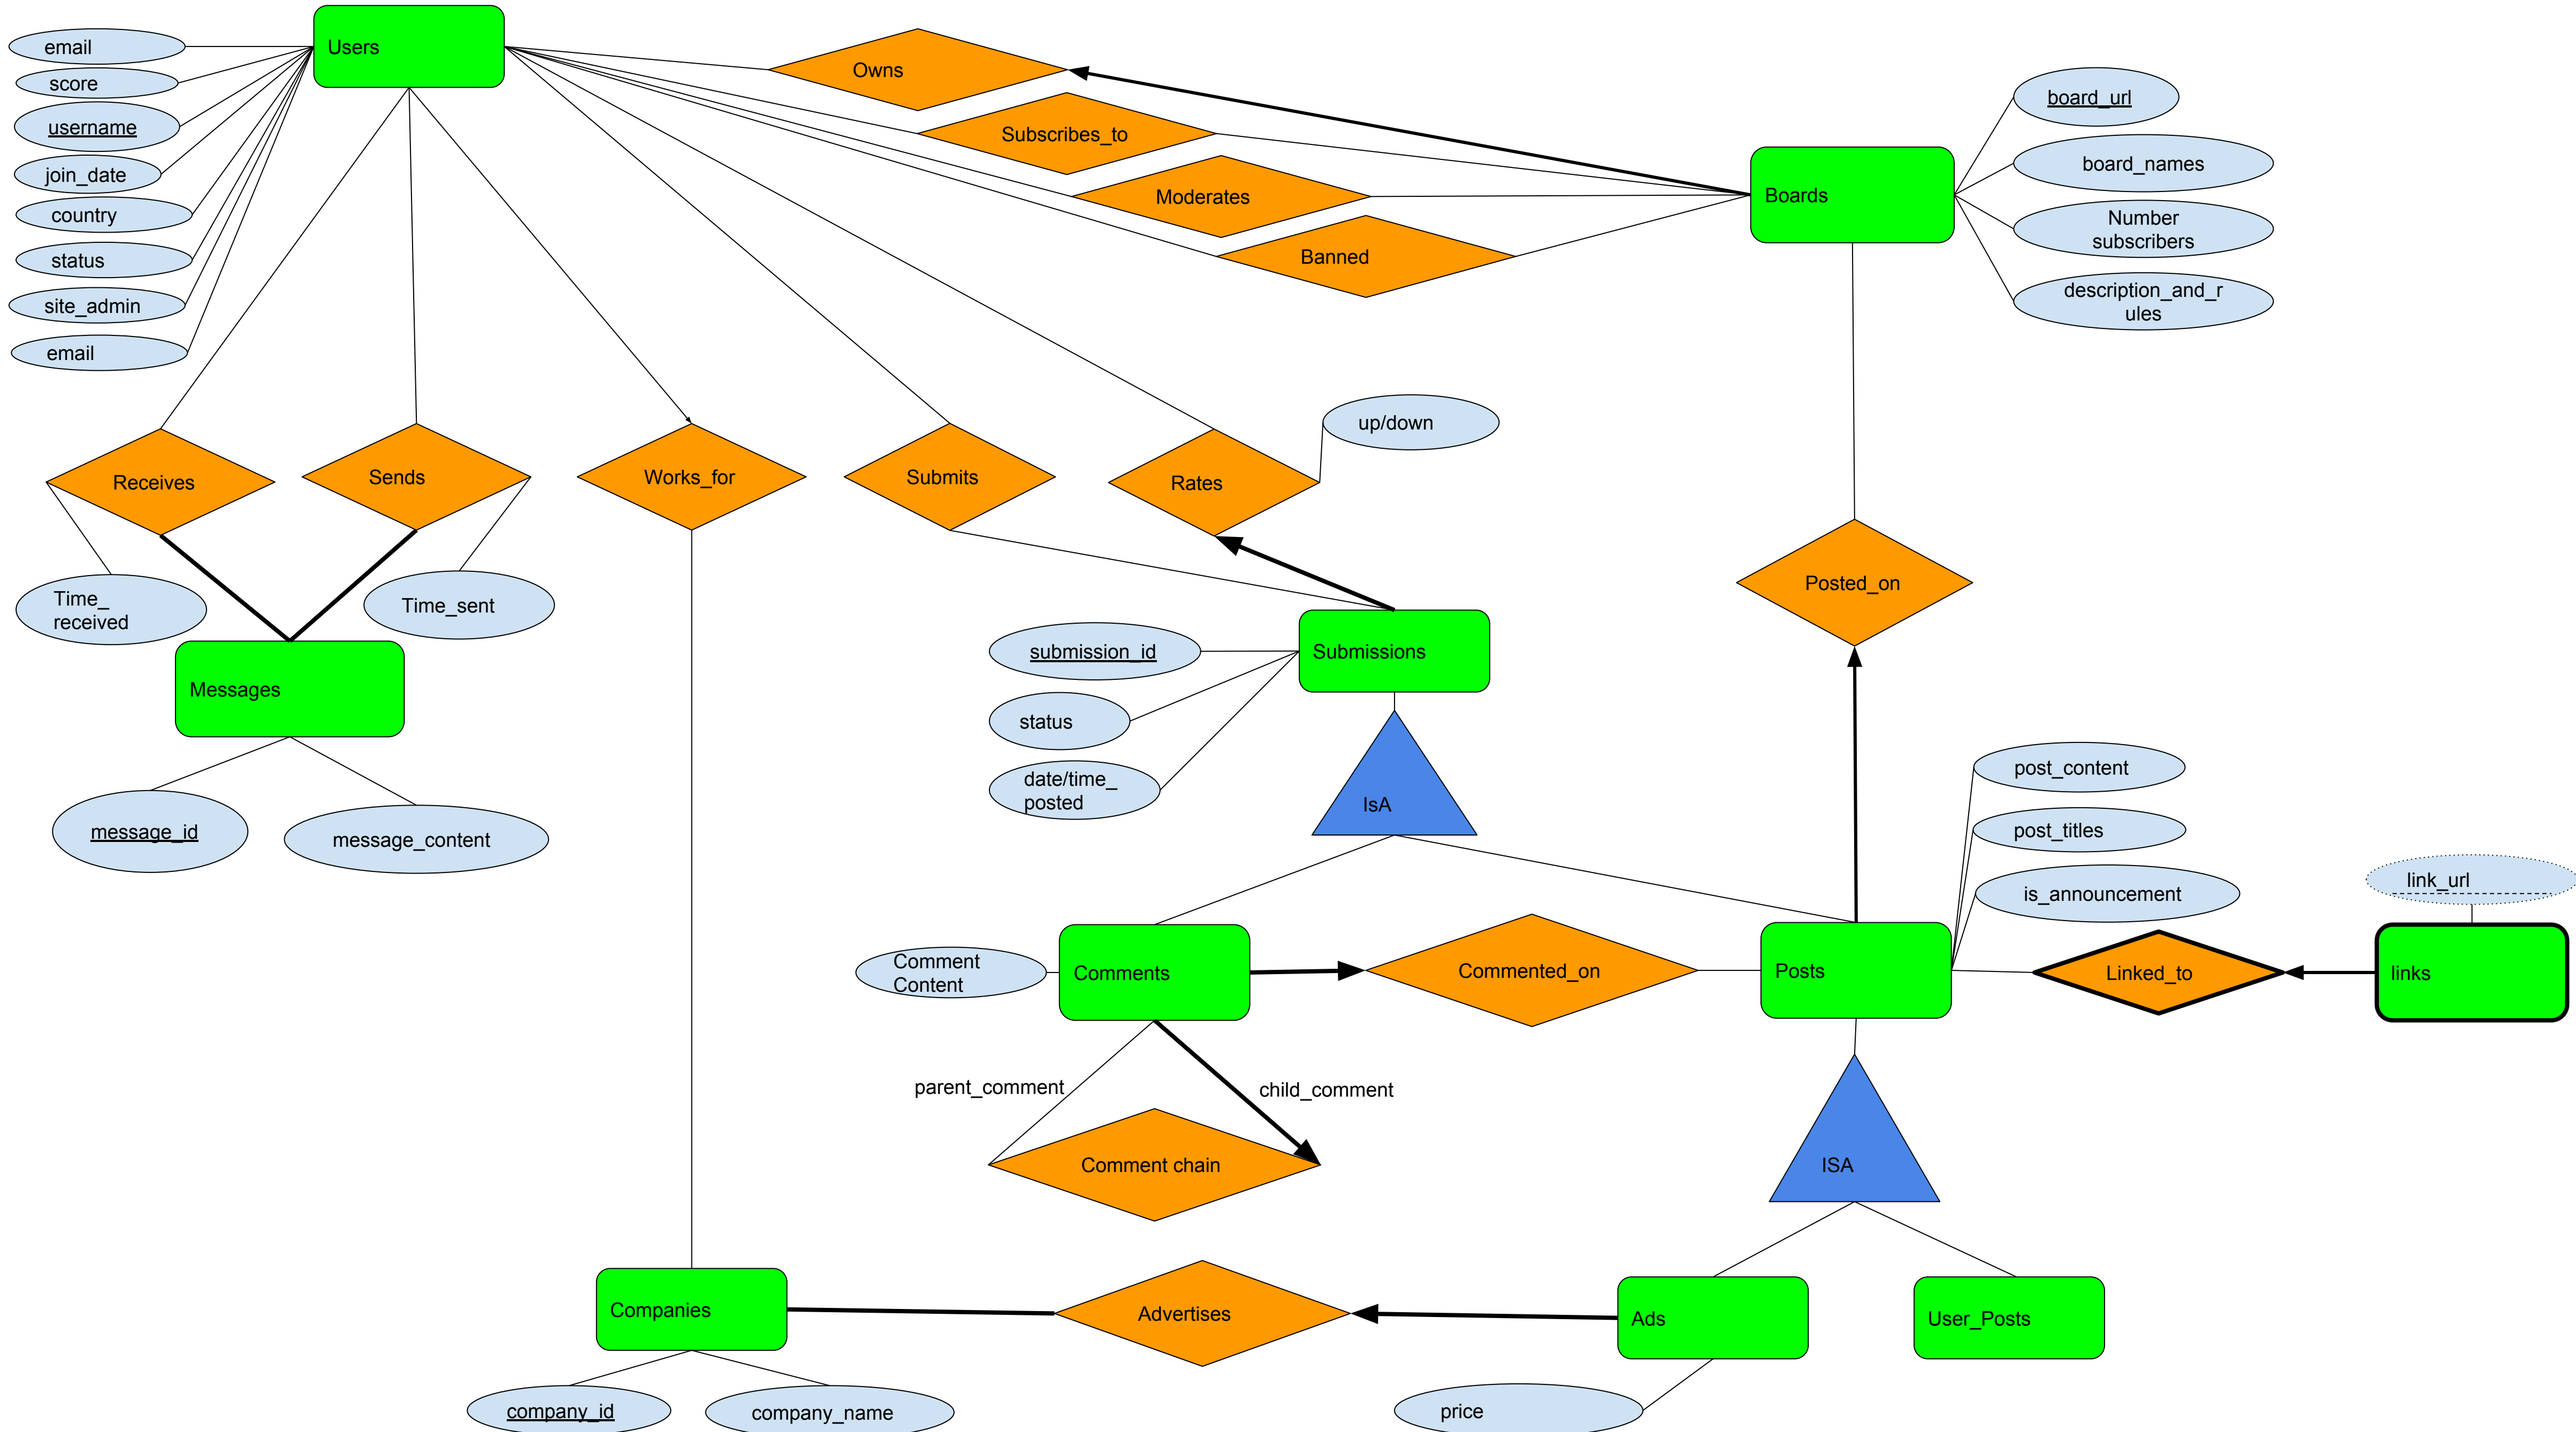 email
score
username
join_date
country
status
site_admin
email
Users
Owns
Subscribes_to
Moderates
Banned
Boards
board_url
board_names
Number
subscribers
description_and_r
ules
Receives
Sends
Works_for
Submits
Rates
up/down
Posted_on
Time_
received
Time_sent
Messages
message_id
message_content
submission_id
status
date/time_
posted
Submissions
IsA
post_content
post_titles
is_announcement
link_url
Comment
Content
Comments
Commented_on
Posts
Linked_to
links
parent_comment
child_comment
Comment chain
ISA
Companies
Advertises
Ads
User_Posts
company_id
company_name
price